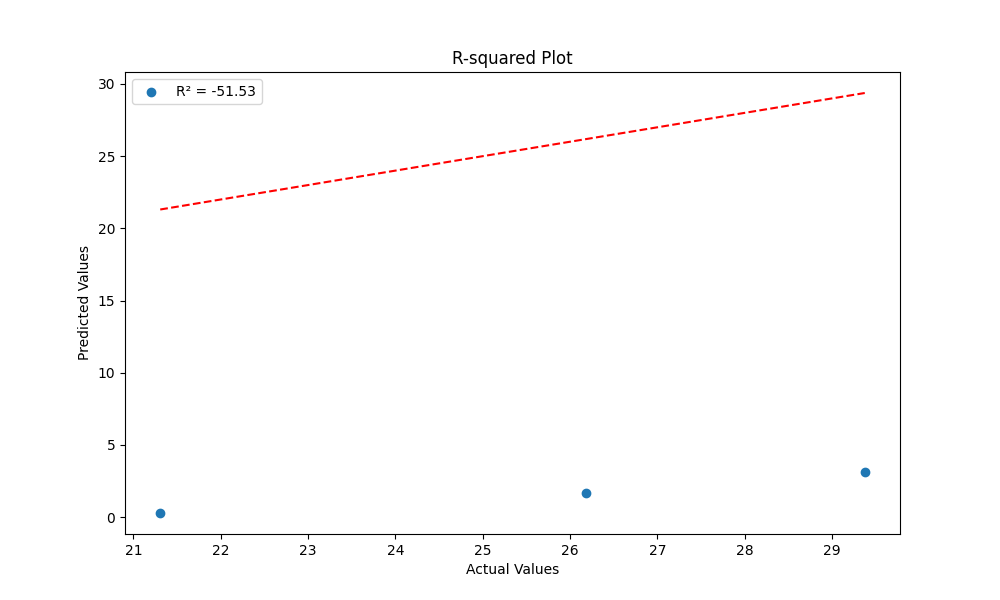 R-squared Plot
R² = -51.53
30
25
20
15
10
5
0
Predicted Values
21 22 23 24 25 26 27 28 29
Actual Values